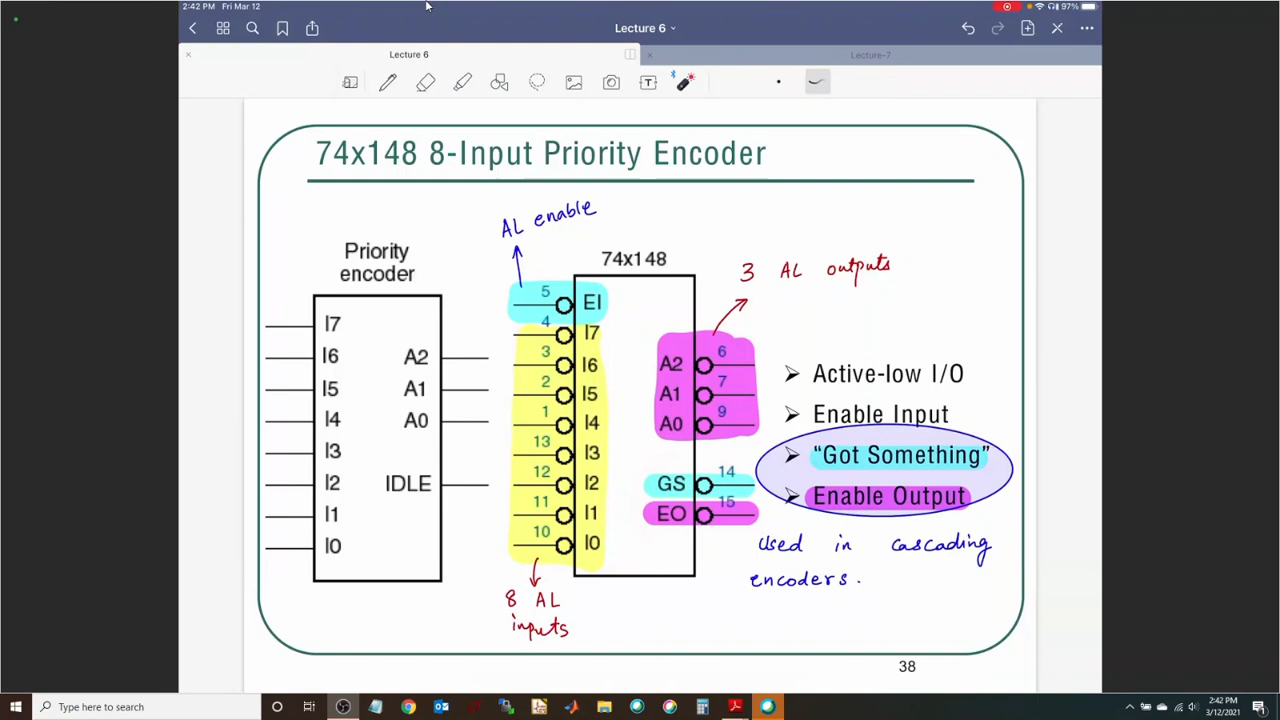 2:42 PM Fri Mar 12
97%
Lecture 6
Lecture 6
Lecture-7
74x148 8-Input Priority Encoder
AL enable
Priority
encoder
I7
I6
I5
I4
I3
I2
I1
I0
A2
A1
A0
IDLE
74x148
5 EI
4 I7
3 I6
2 I5
1 I4
13 I3
12 I2
11 I1
10 I0
A2 6
A1 7
A0 9
GS 14
EO 15
3 AL outputs
8 AL
inputs
➢ Active-low I/O
➢ Enable Input
➢ “Got Something”
➢ Enable Output
Used in cascading
encoders.
38
Type here to search
2:42 PM
3/12/2021